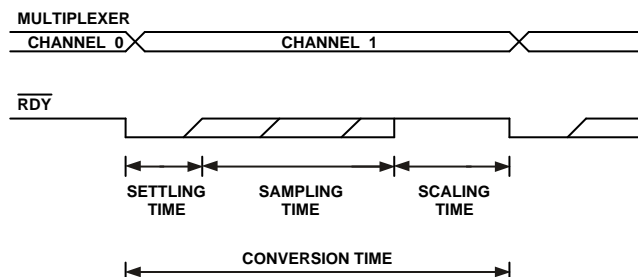 MULTIPLEXER
CHANNEL 0 CHANNEL 1
RDY
SETTLING TIME
SAMPLING TIME
SCALING TIME
CONVERSION TIME